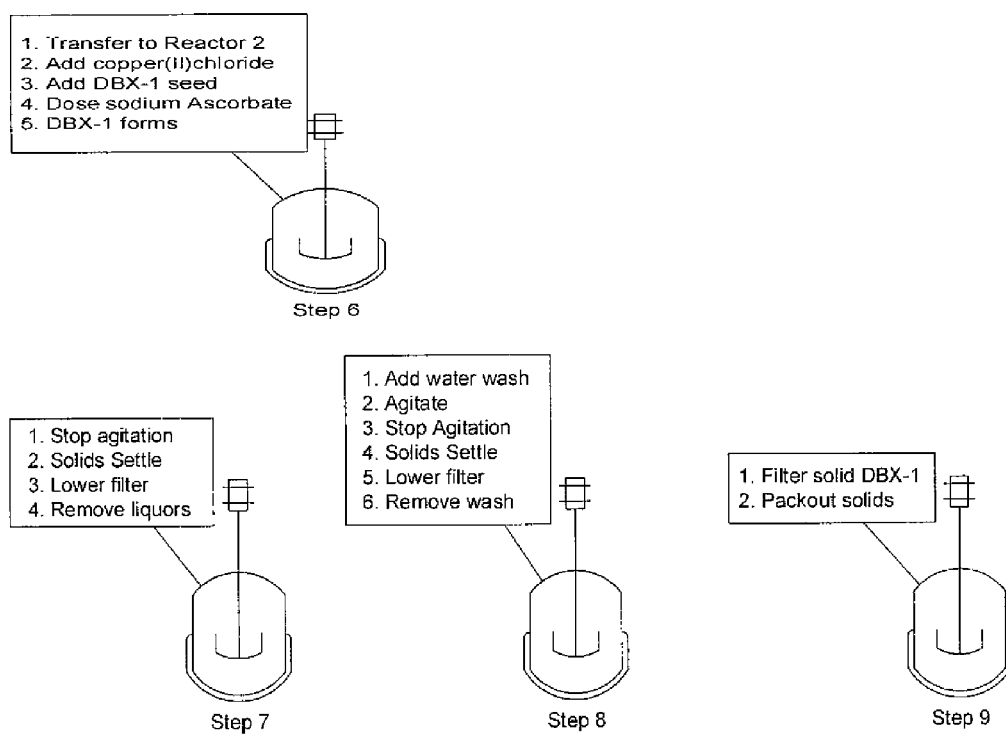 1. Transfer to Reactor 2
2. Add copper(II)chloride
3. Add DBX-1 seed
4. Dose sodium Ascorbate
5. DBX-1 forms
Step 6
1. Stop agitation
2. Solids Settle
3. Lower filter
4. Remove liquors
Step 7
1. Add water wash
2. Agitate
3. Stop Agitation
4. Solids Settle
5. Lower filter
6. Remove wash
Step 8
1. Filter solid DBX-1
2. Packout solids
Step 9